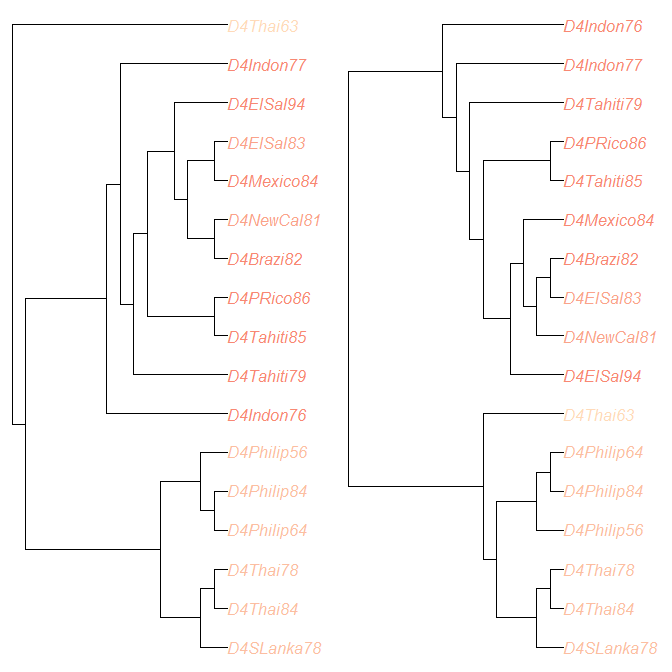 D4Thai63
D4Indon77
D4ElSal94
D4ElSal83
D4Mexico84
D4NewCal81
D4Brazi82
D4PRico86
D4Tahiti85
D4Tahiti79
D4Indon76
D4Philip56
D4Philip84
D4Philip64
D4Thai78
D4Thai84
D4SLanka78
D4Indon76
D4Indon77
D4Tahiti79
D4PRico86
D4Tahiti85
D4Mexico84
D4Brazi82
D4ElSal83
D4NewCal81
D4ElSal94
D4Thai63
D4Philip64
D4Philip84
D4Philip56
D4Thai78
D4Thai84
D4SLanka78